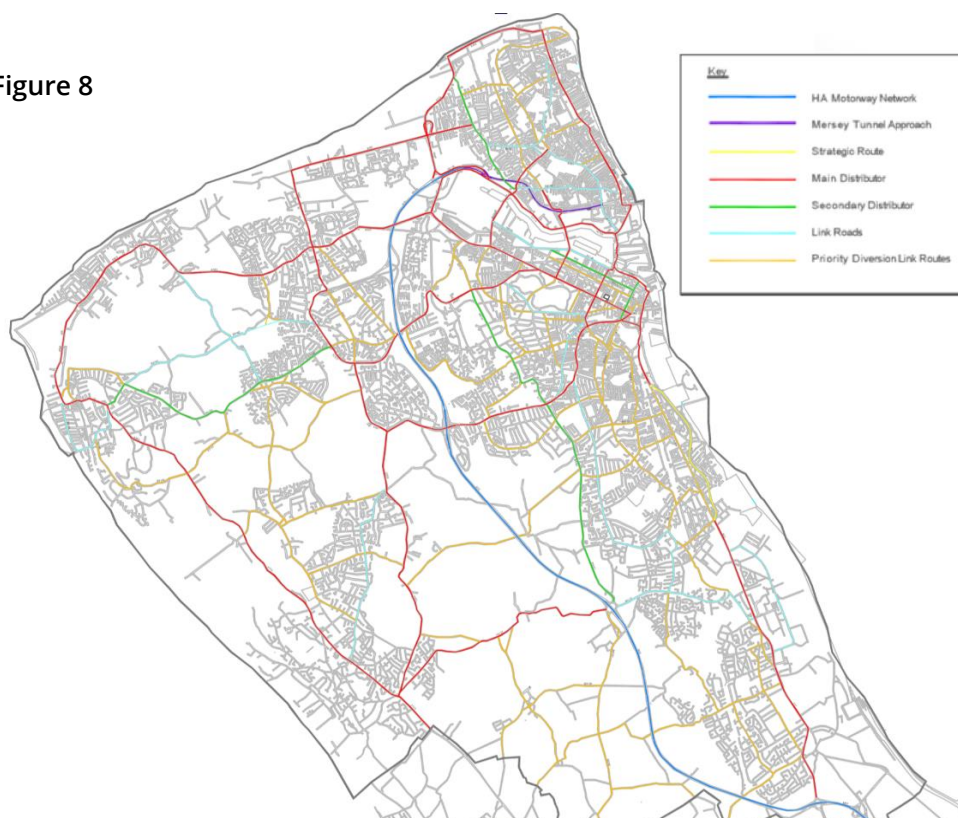 Figure 8
Key
HA Motorway Network
Mersey Tunnel Approach
Strategic Route
Main Distributor
Secondary Distributor
Link Roads
Priority Diversion Link Routes